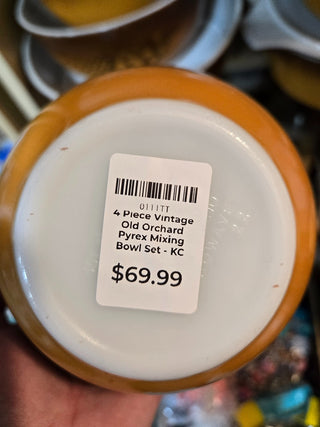 0111TT
4 Piece Vintage
Old Orchard
Pyrex Mixing
Bowl Set - KC
$69.99